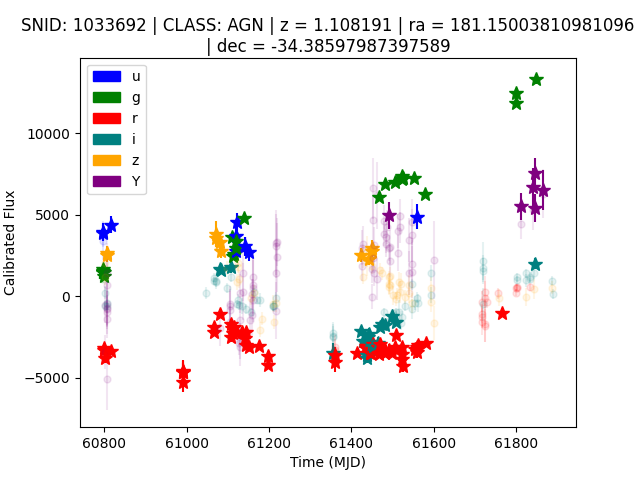 SNID: 1033692 | CLASS: AGN | z = 1.108191 | ra = 181.15003810981096
| dec = -34.38597987397589
u
g
r
i
z
Y
10000
5000
0
−5000
Calibrated Flux
60800
61000
61200
61400
61600
61800
Time (MJD)